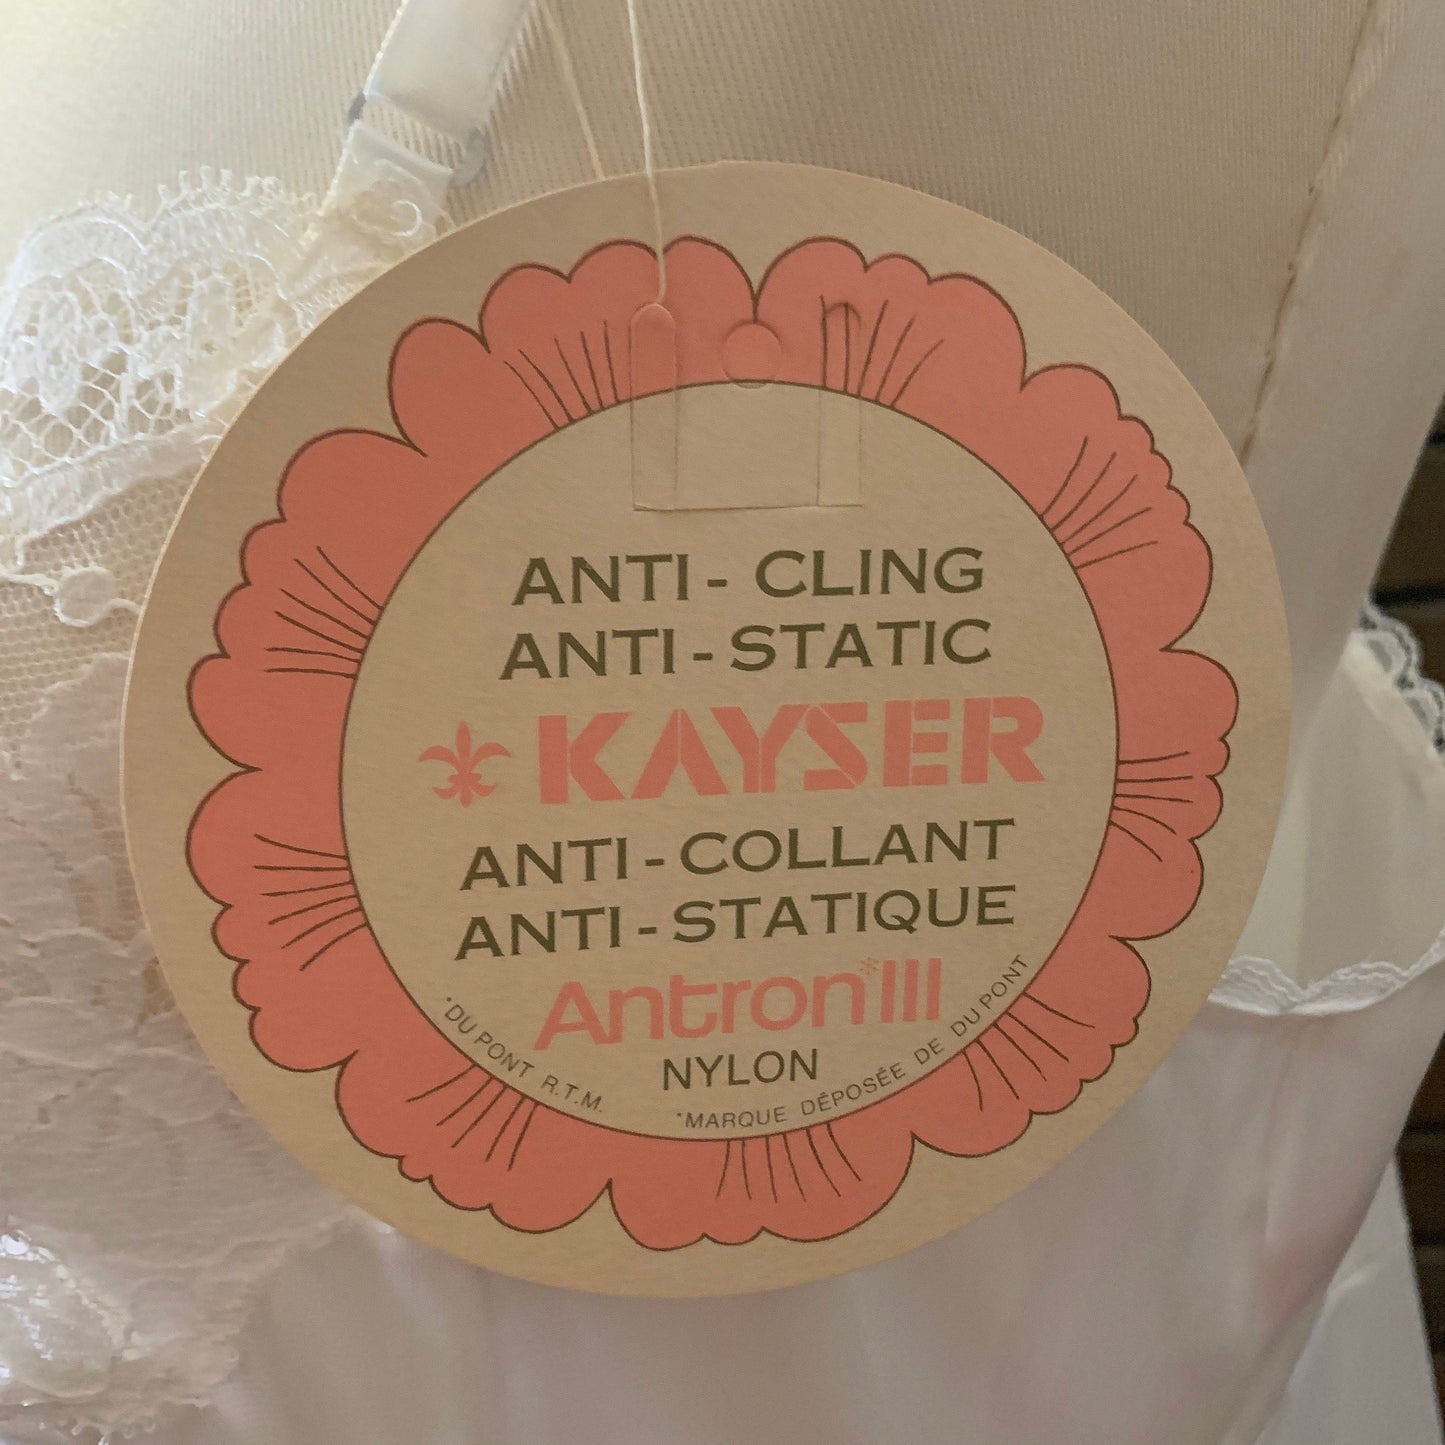 ANTI - CLING
ANTI - STATIC
KAYSER
ANTI - COLLANT
ANTI - STATIQUE
Antron* III
NYLON
*DU PONT R.T.M.
*MARQUE DÉPOSÉE DE DU PONT